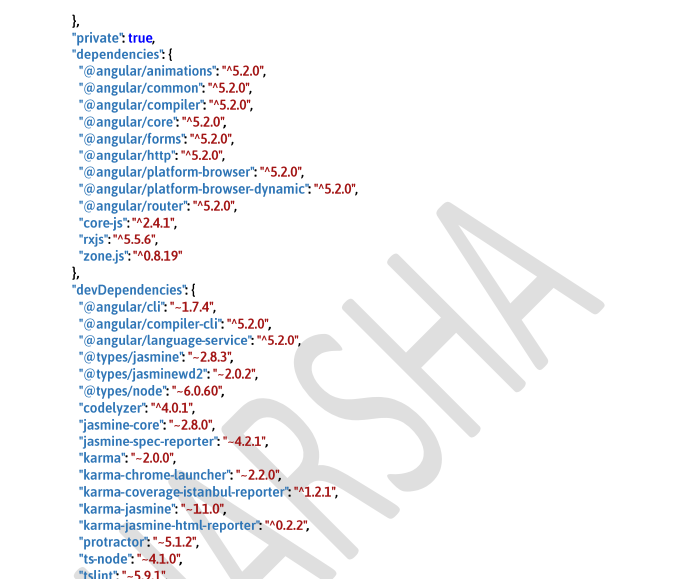 },
"private": true,
"dependencies": {
"@angular/animations": "^5.2.0",
"@angular/common": "^5.2.0",
"@angular/compiler": "^5.2.0",
"@angular/core": "^5.2.0",
"@angular/forms": "^5.2.0",
"@angular/http": "^5.2.0",
"@angular/platform-browser": "^5.2.0",
"@angular/platform-browser-dynamic": "^5.2.0",
"@angular/router": "^5.2.0",
"core-js": "^2.4.1",
"rxjs": "^5.5.6",
"zone.js": "^0.8.19"
},
"devDependencies": {
"@angular/cli": "~1.7.4",
"@angular/compiler-cli": "^5.2.0",
"@angular/language-service": "^5.2.0",
"@types/jasmine": "~2.8.3",
"@types/jasminewd2": "~2.0.2",
"@types/node": "~6.0.60",
"codelyzer": "^4.0.1",
"jasmine-core": "~2.8.0",
"jasmine-spec-reporter": "~4.2.1",
"karma": "~2.0.0",
"karma-chrome-launcher": "~2.2.0",
"karma-coverage-istanbul-reporter": "^1.2.1",
"karma-jasmine": "~1.1.0",
"karma-jasmine-html-reporter": "^0.2.2",
"protractor": "~5.1.2",
"ts-node": "~4.1.0",
"tslint": "~5.9.1"
HARSHA